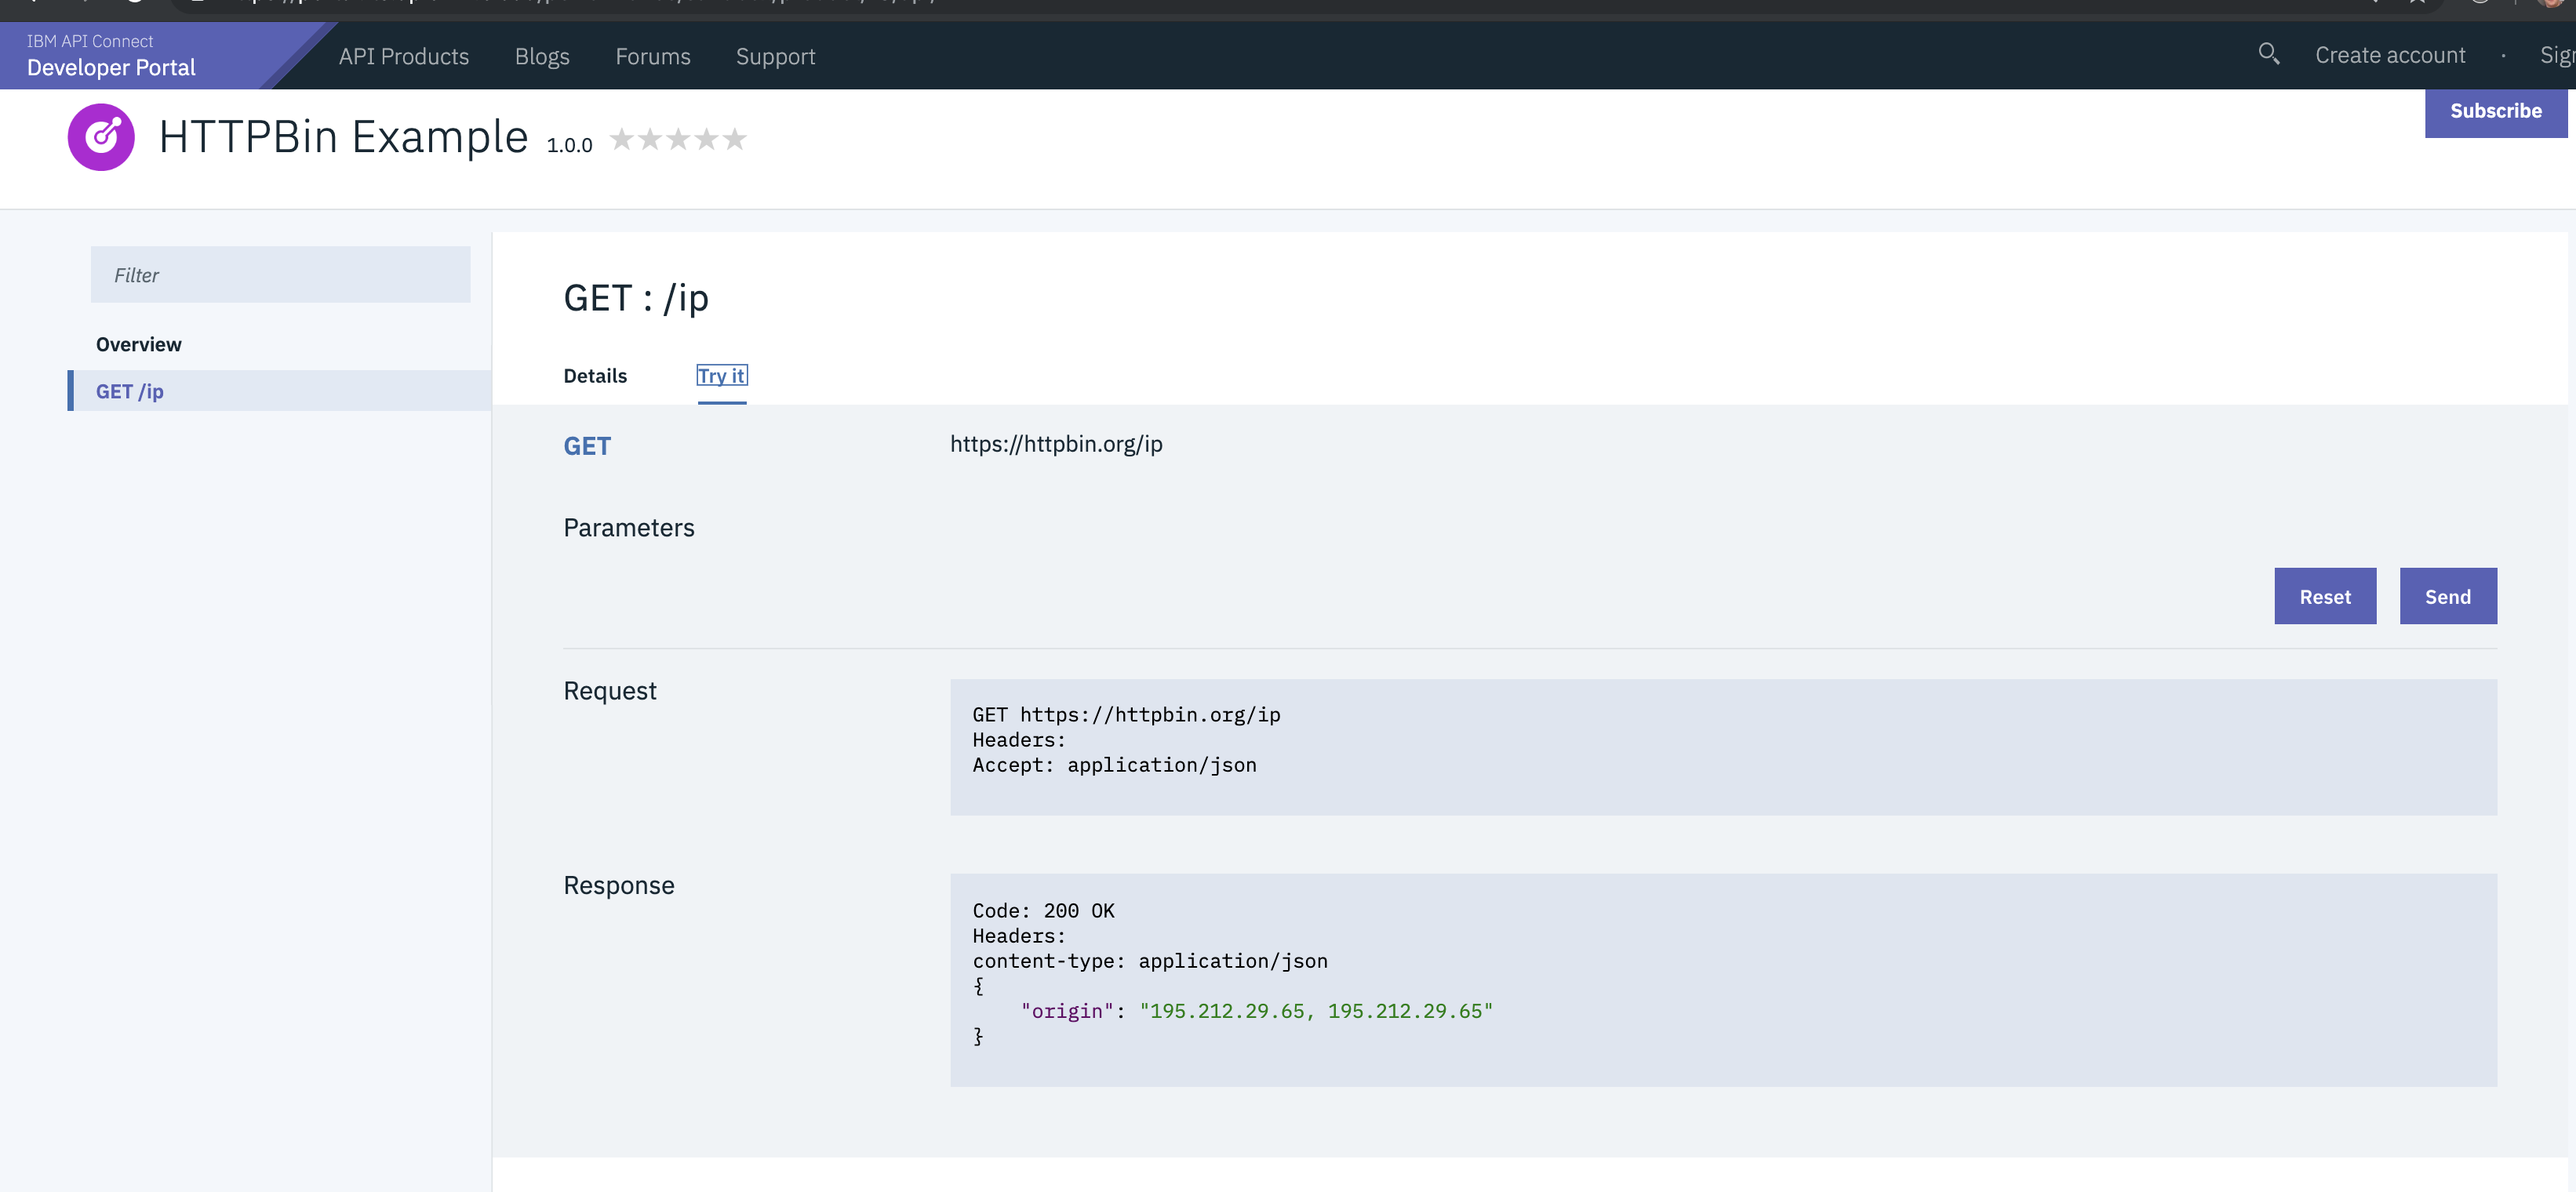 IBM API Connect
Developer Portal
API Products
Blogs
Forums
Support
Create account
·
HTTPBin Example 1.0.0
Subscribe
Filter
Overview
GET /ip
GET : /ip
Details
Try it
GET
https://httpbin.org/ip
Parameters
Reset
Send
Request
GET https://httpbin.org/ip
Headers:
Accept: application/json
Response
Code: 200 OK
Headers:
content-type: application/json
{
"origin": "195.212.29.65, 195.212.29.65"
}